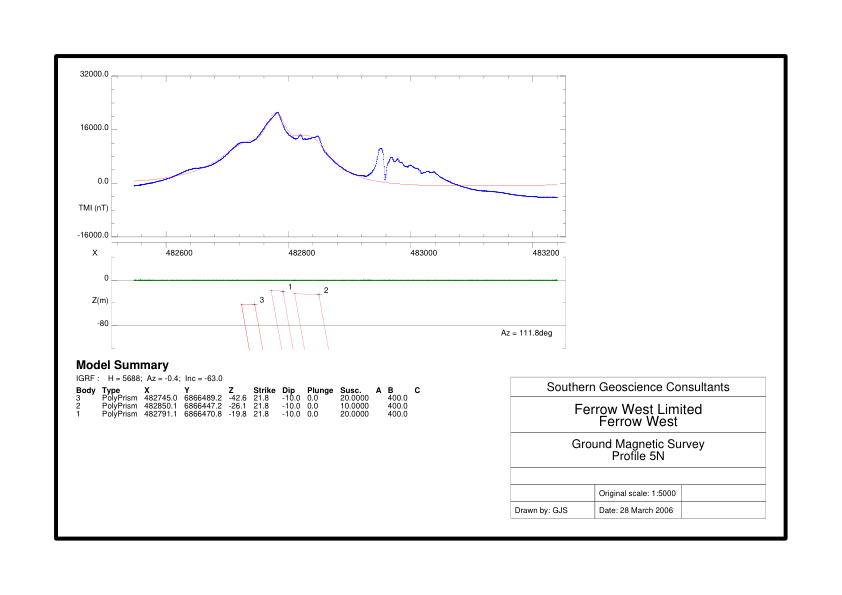 32000.0
16000.0
0.0
TMI (nT)
-16000.0
X 482600 482800 483000 483200
0
1
2
3
Z(m)
-80
Az = 111.8deg
Model Summary
IGRF : H = 5688; Az = -0.4; Inc = -63.0
Body Type X Y Z Strike Dip Plunge Susc. A B C
3 PolyPrism 482745.0 6866489.2 -42.6 21.8 -10.0 0.0 20.0000 400.0
2 PolyPrism 482850.1 6866447.2 -26.1 21.8 -10.0 0.0 10.0000 400.0
1 PolyPrism 482791.1 6866470.8 -19.8 21.8 -10.0 0.0 20.0000 400.0
Southern Geoscience Consultants
Ferrow West Limited
Ferrow West
Ground Magnetic Survey
Profile 5N
Original scale: 1:5000
Drawn by: GJS Date: 28 March 2006